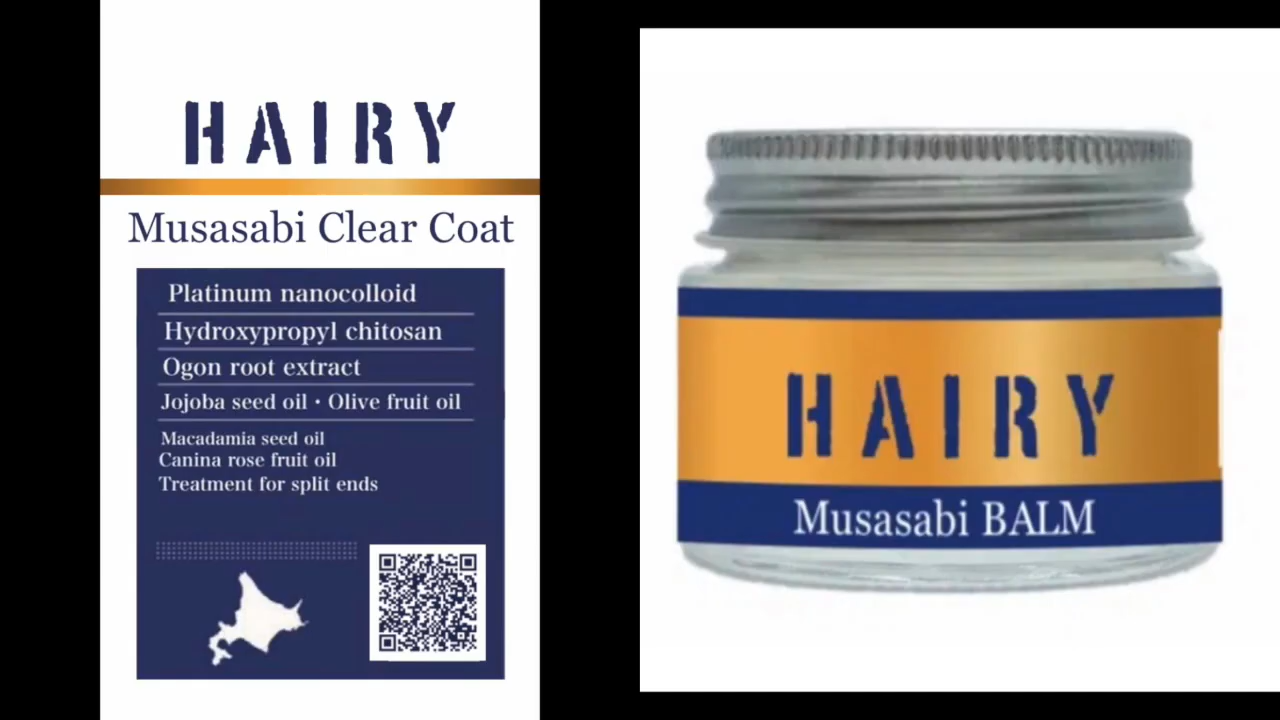 HAIRY
Musasabi Clear Coat
Platinum nanocolloid
Hydroxypropyl chitosan
Ogon root extract
Jojoba seed oil・Olive fruit oil
Macadamia seed oil
Canina rose fruit oil
Treatment for split ends
HAIRY
Musasabi BALM